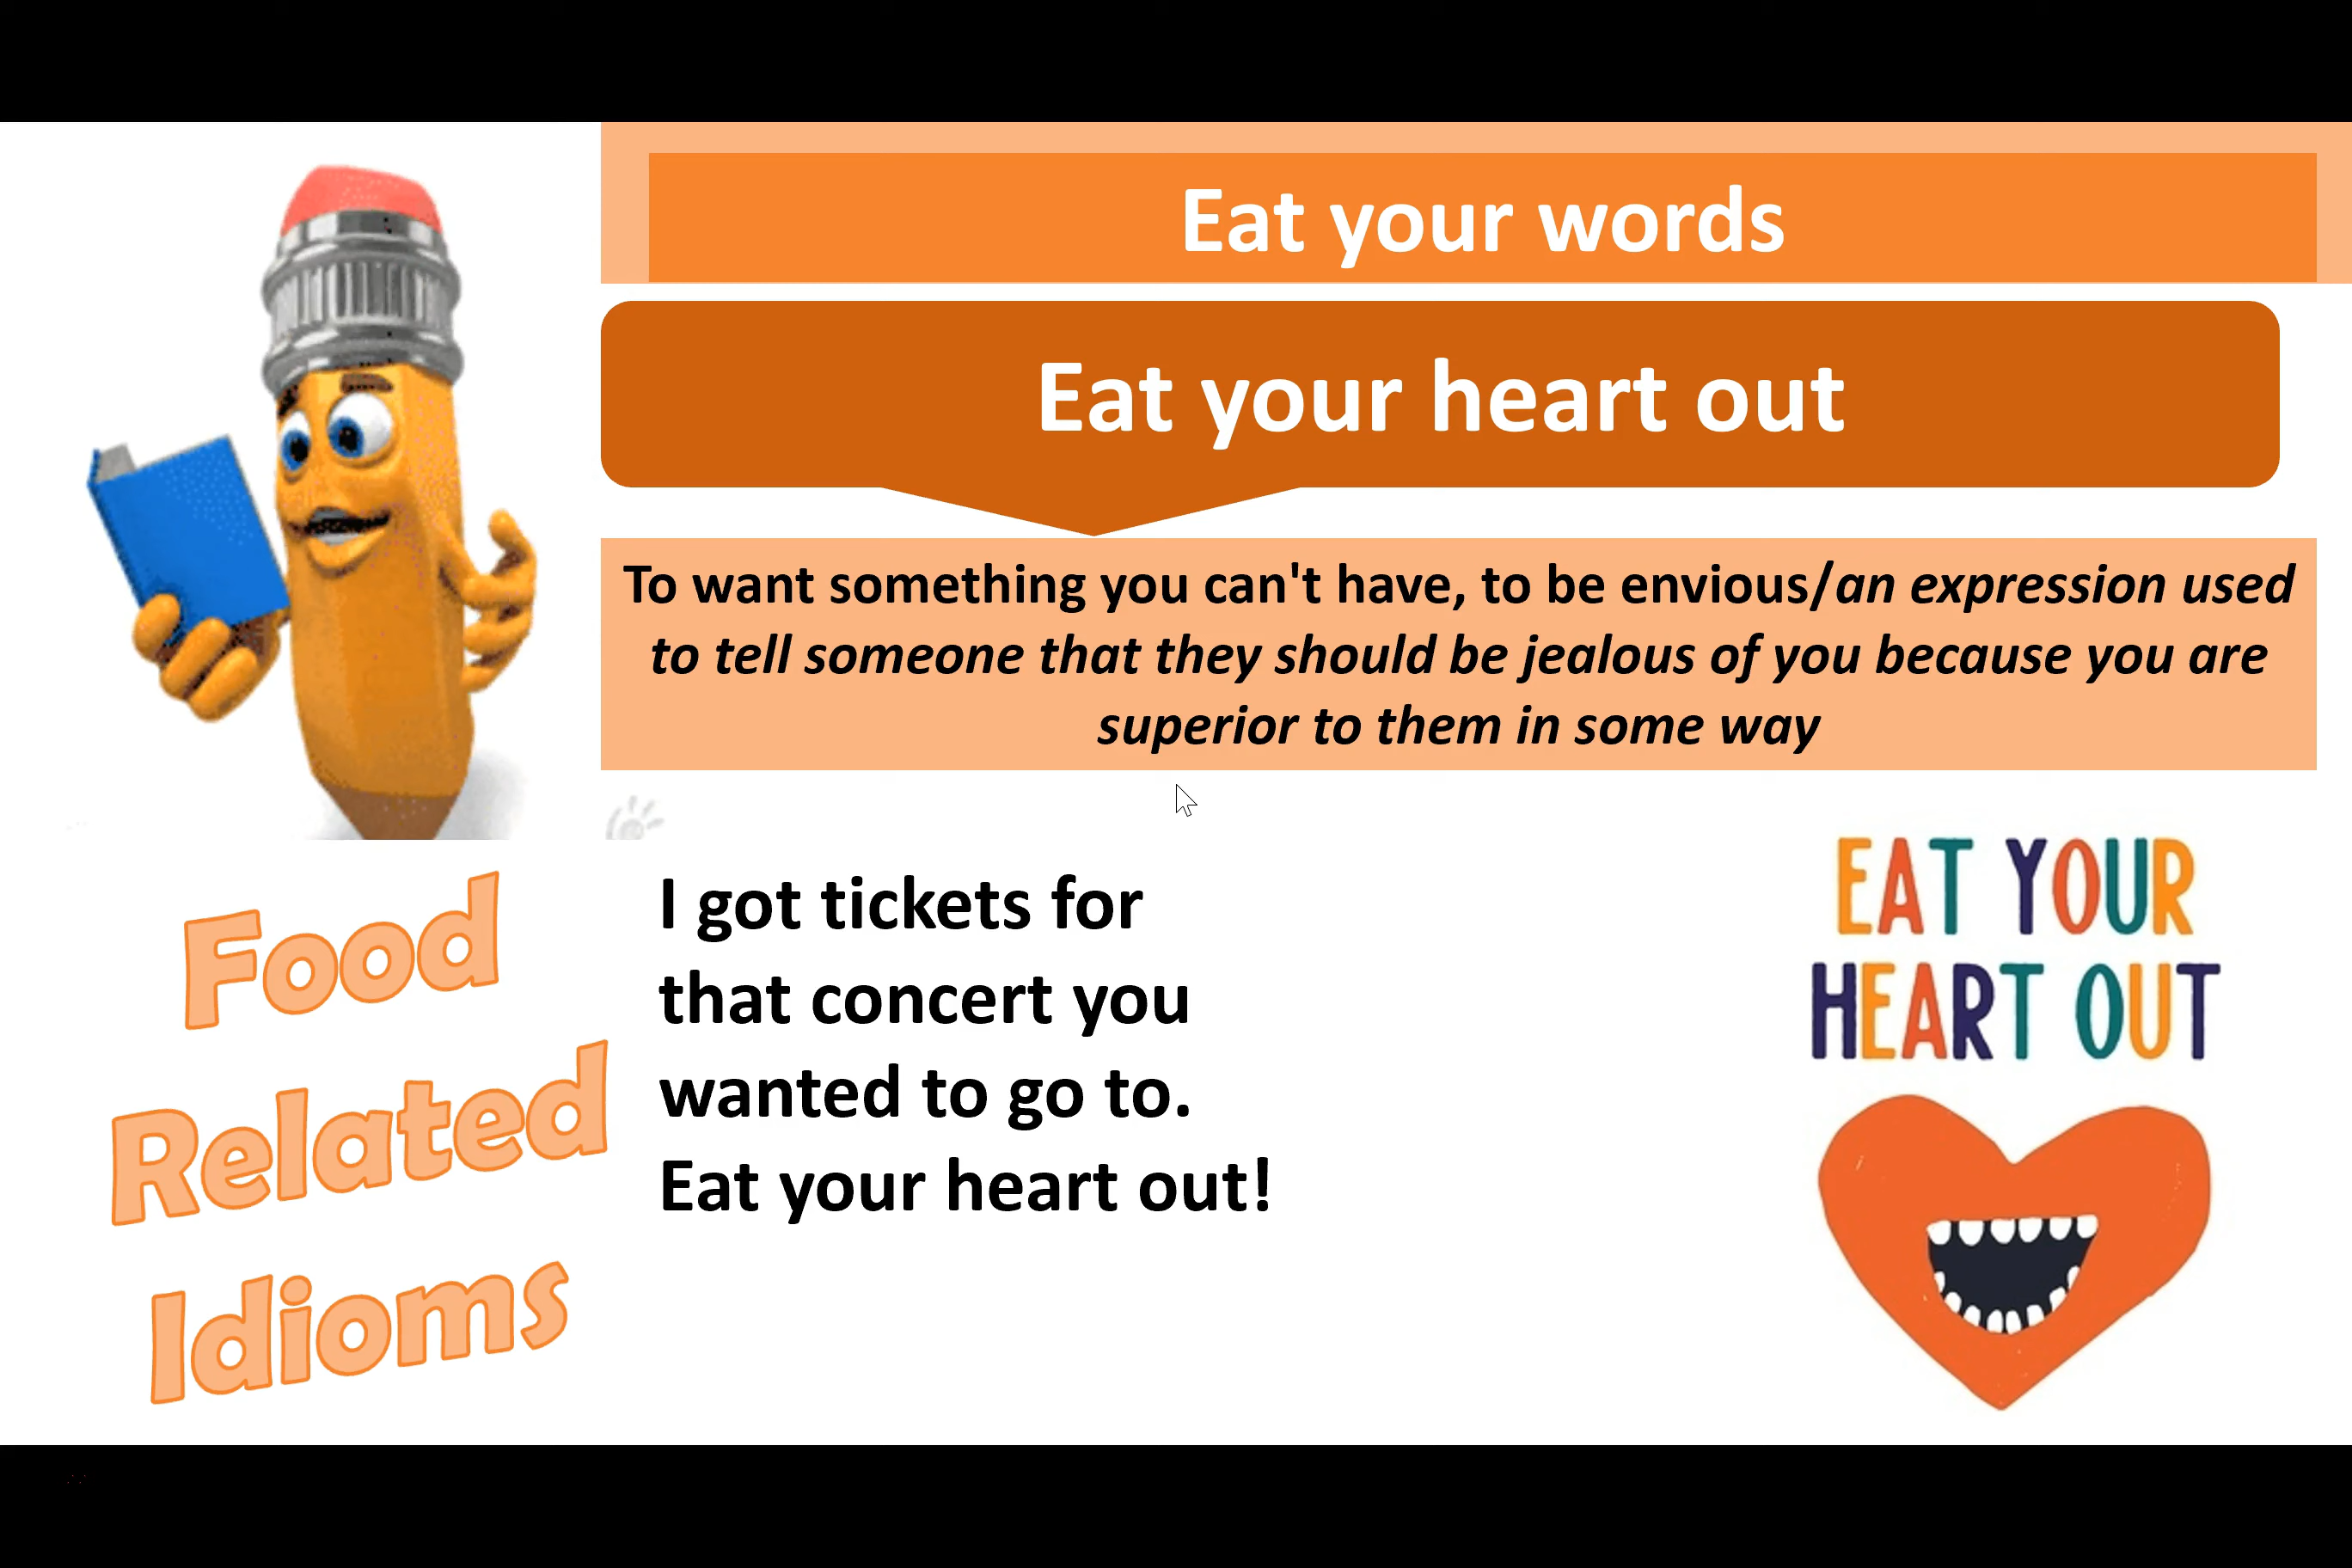 Eat your words
Eat your heart out
To want something you can't have, to be envious/an expression used
to tell someone that they should be jealous of you because you are
superior to them in some way
I got tickets for
that concert you
wanted to go to.
Eat your heart out!
Food
Related
Idioms
EAT YOUR
HEART OUT